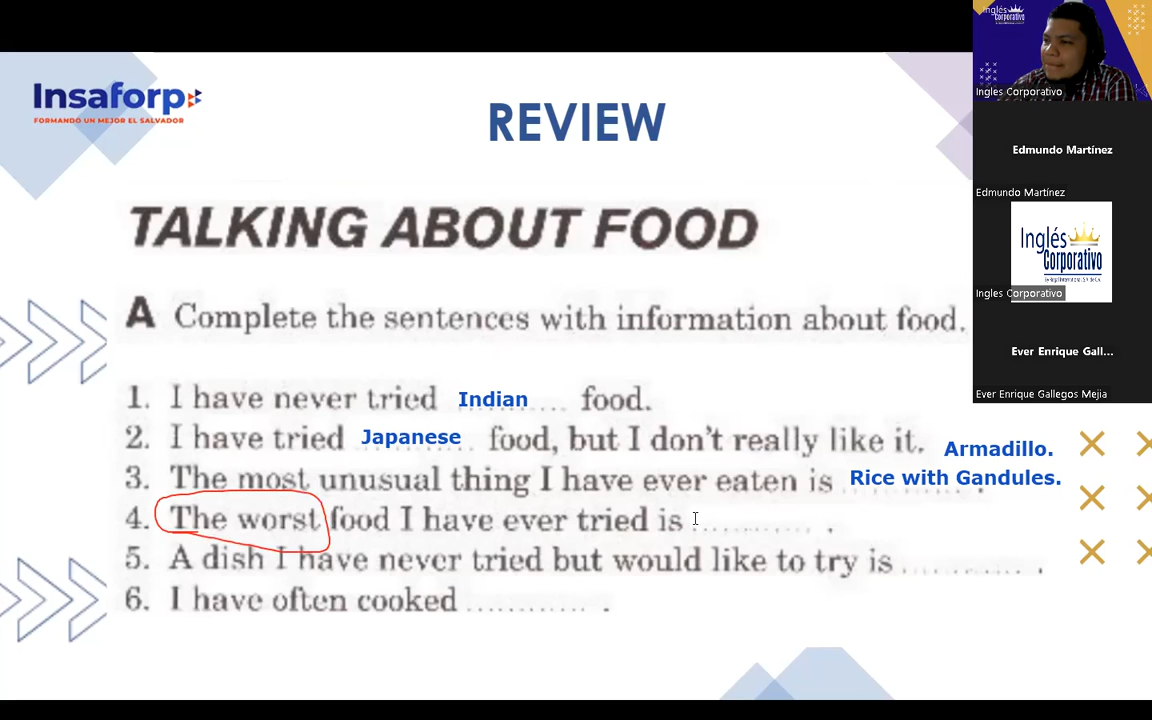 Insaforp
FORMANDO UN MEJOR EL SALVADOR
REVIEW
TALKING ABOUT FOOD
A Complete the sentences with information about food.
1. I have never tried Indian food.
2. I have tried Japanese food, but I don't really like it.
Armadillo.
3. The most unusual thing I have ever eaten is Rice with Gandules.
4. The worst food I have ever tried is ............ .
5. A dish I have never tried but would like to try is ............ .
6. I have often cooked ............ .
Inglés
Corporativo
Ingles Corporativo
Edmundo Martínez
Edmundo Martínez
Inglés
Corporativo
Ingles Corporativo
Ever Enrique Gall...
Ever Enrique Gallegos Mejia